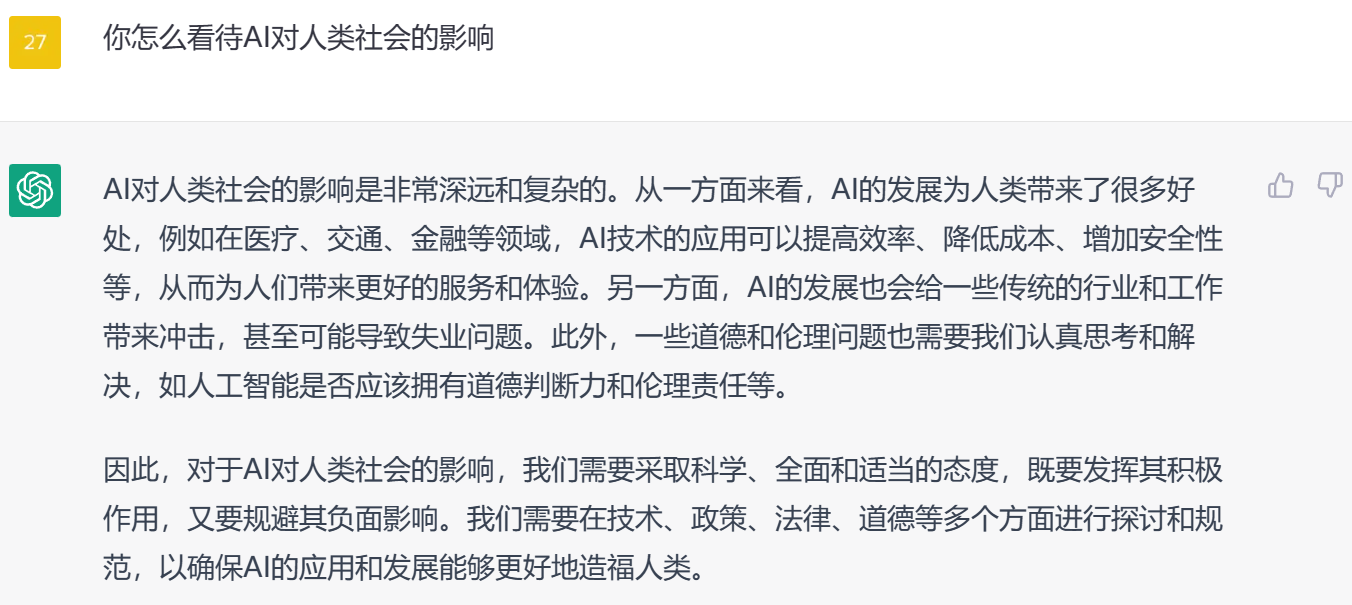 27
你怎么看待AI对人类社会的影响
AI对人类社会的影响是非常深远和复杂的。从一方面来看，AI的发展为人类带来了很多好
处，例如在医疗、交通、金融等领域，AI技术的应用可以提高效率、降低成本、增加安全性
等，从而为人们带来更好的服务和体验。另一方面，AI的发展也会给一些传统的行业和工作
带来冲击，甚至可能导致失业问题。此外，一些道德和伦理问题也需要我们认真思考和解
决，如人工智能是否应该拥有道德判断力和伦理责任等。
因此，对于AI对人类社会的影响，我们需要采取科学、全面和适当的态度，既要发挥其积极
作用，又要规避其负面影响。我们需要在技术、政策、法律、道德等多个方面进行探讨和规
范，以确保AI的应用和发展能够更好地造福人类。